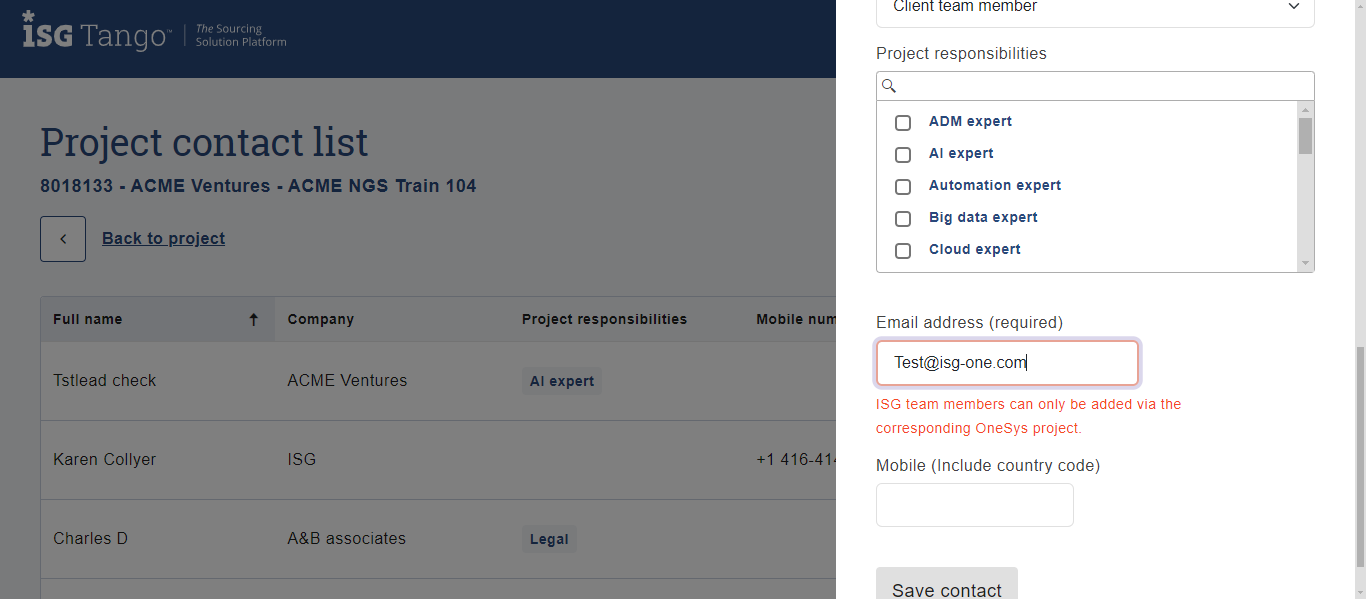 ISG Tango™ The Sourcing
Solution Platform
Project contact list
8018133 - ACME Ventures - ACME NGS Train 104
Back to project
Full name Company Project responsibilities Mobile num
Tstlead check ACME Ventures AI expert
Karen Collyer ISG +1 416-414
Charles D A&B associates Legal
Client team member
Project responsibilities
ADM expert
AI expert
Automation expert
Big data expert
Cloud expert
Email address (required)
Test@isg-one.com
ISG team members can only be added via the
corresponding OneSys project.
Mobile (Include country code)
Save contact